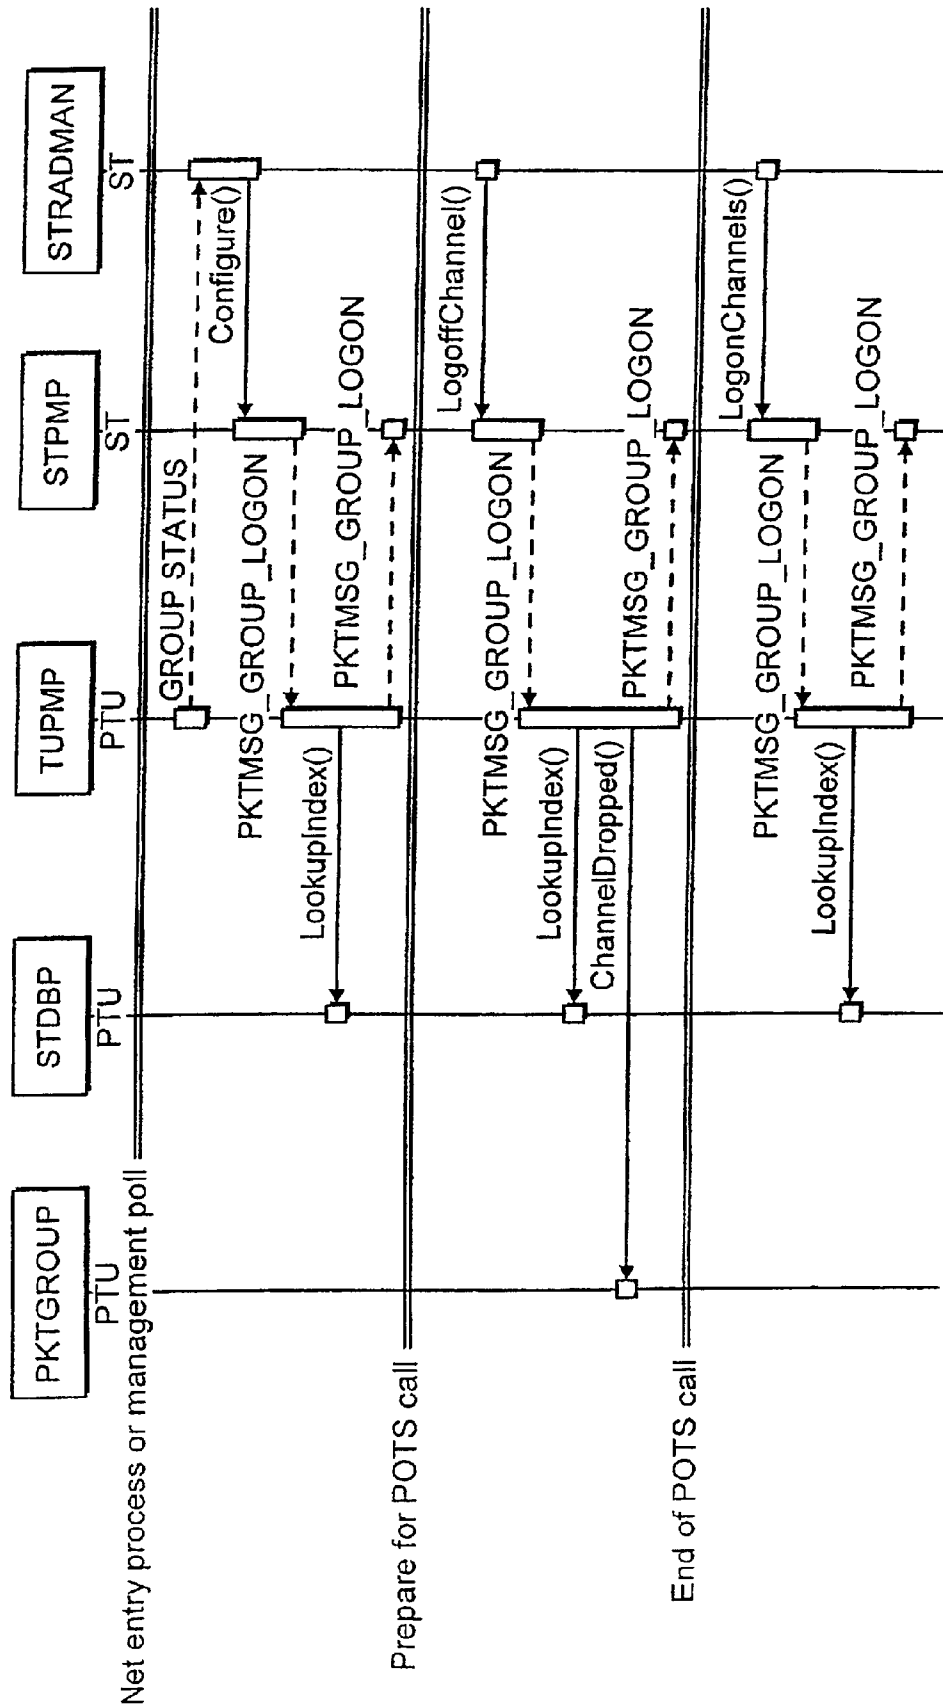 PKTGROUP
PTU
STDBP
PTU
TUPMP
PTU
STPMP
ST
STRADMAN
ST
Net entry process or management poll
GROUP STATUS
Configure()
PKTMSG_GROUP_LOGON
LookupIndex()
PKTMSG_GROUP_LOGON
Prepare for POTS call
LogoffChannel()
PKTMSG_GROUP_LOGON
LookupIndex()
ChannelDropped()
PKTMSG_GROUP_LOGON
End of POTS call
LogonChannels()
PKTMSG_GROUP_LOGON
LookupIndex()
PKTMSG_GROUP_LOGON